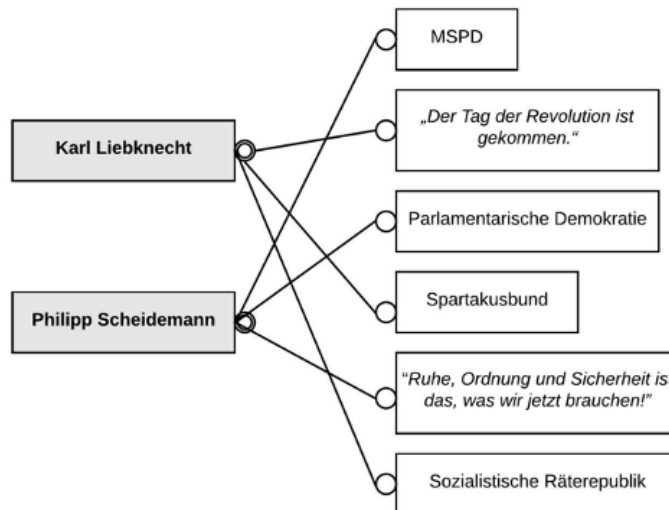 MSPD
„Der Tag der Revolution ist
gekommen.“
Karl Liebknecht
Parlamentarische Demokratie
Spartakusbund
Philipp Scheidemann
“Ruhe, Ordnung und Sicherheit ist
das, was wir jetzt brauchen!”
Sozialistische Räterepublik